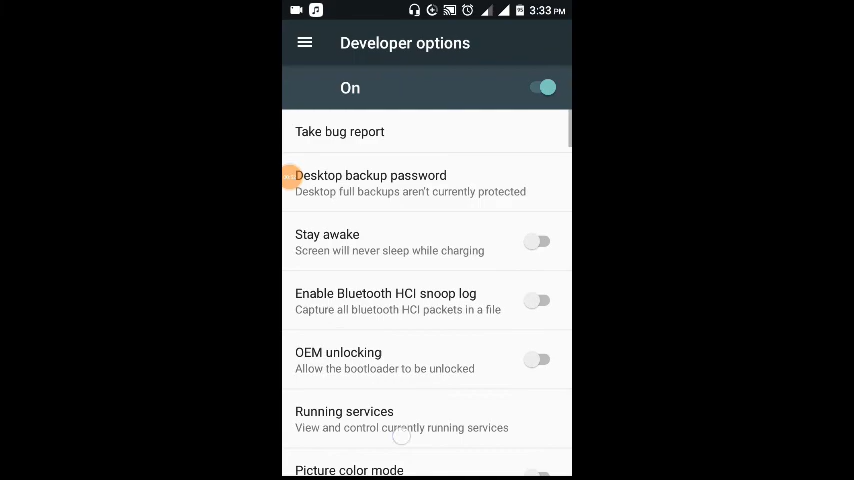 3:33 PM
Developer options
On
Take bug report
Desktop backup password
Desktop full backups aren't currently protected
Stay awake
Screen will never sleep while charging
Enable Bluetooth HCI snoop log
Capture all bluetooth HCI packets in a file
OEM unlocking
Allow the bootloader to be unlocked
Running services
View and control currently running services
Picture color mode